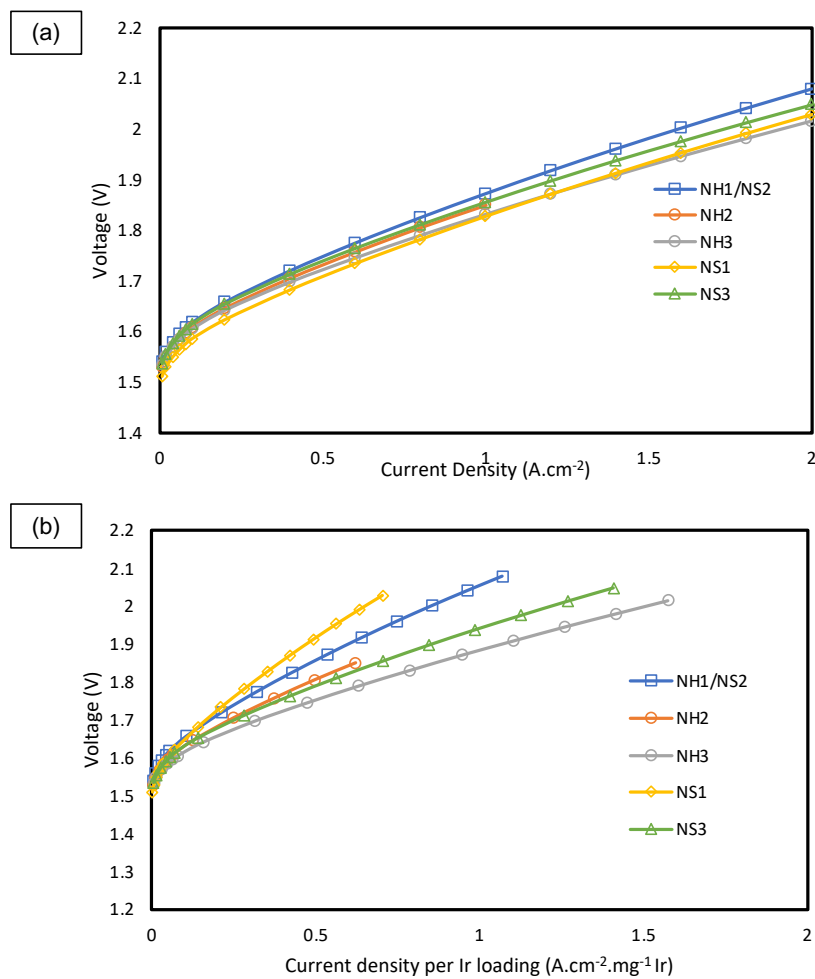 (a)
2.2
2.1
2
1.9
1.8
1.7
1.6
1.5
1.4
Voltage (V)
NH1/NS2
NH2
NH3
NS1
NS3
0
0.5
1
1.5
2
Current Density (A.cm-2)
(b)
2.2
2.1
2
1.9
1.8
1.7
1.6
1.5
1.4
1.3
1.2
Voltage (V)
NH1/NS2
NH2
NH3
NS1
NS3
0
0.5
1
1.5
2
Current density per Ir loading (A.cm-2.mg-1 Ir)